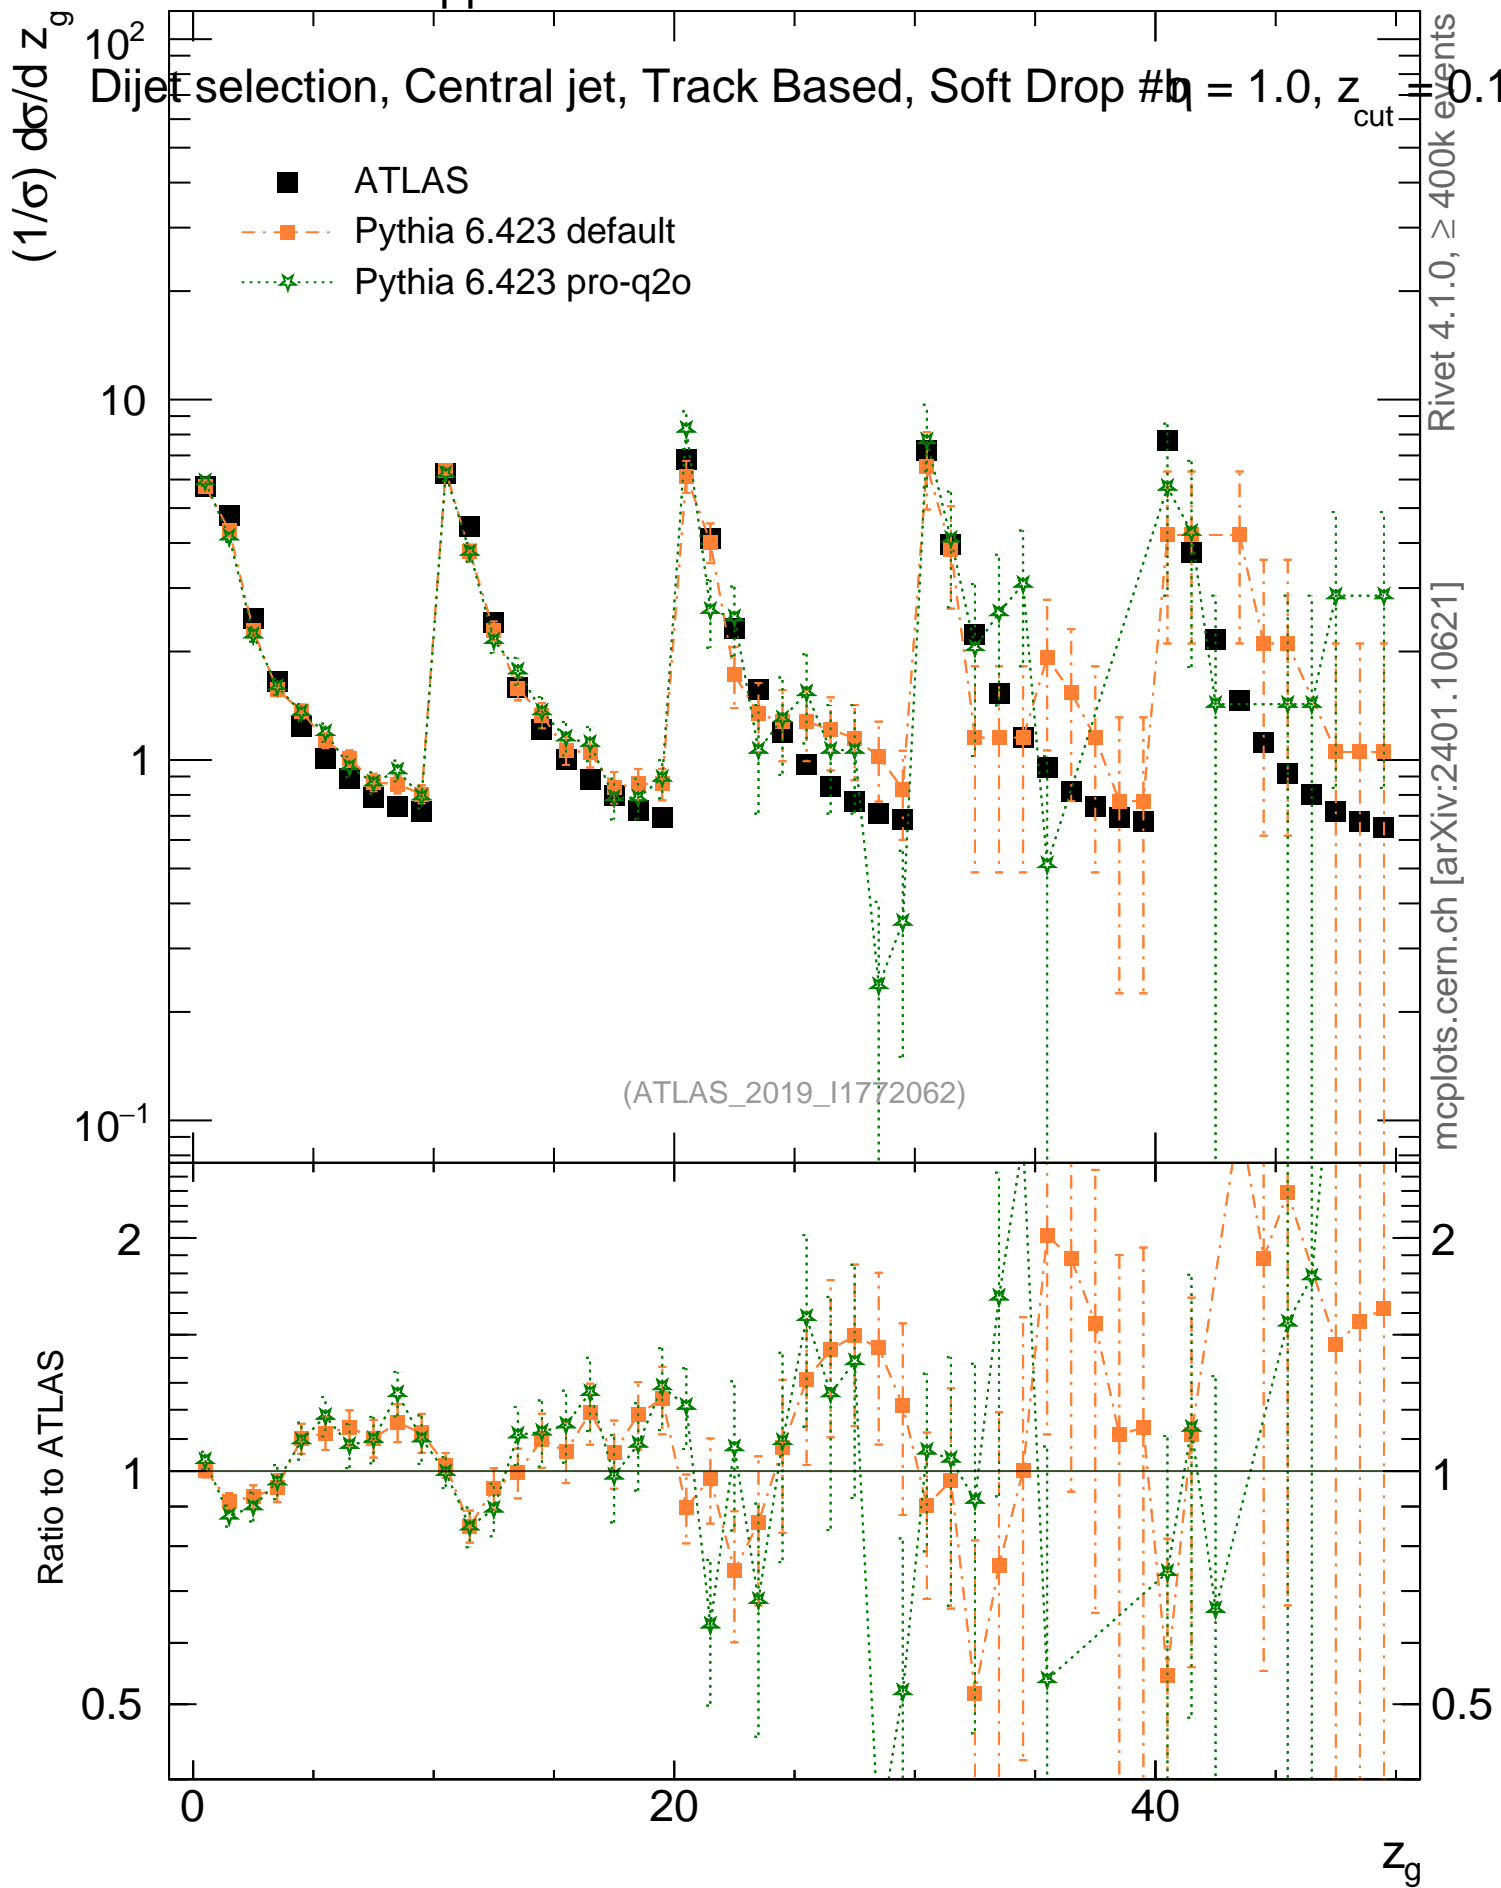 pp
(1/σ) dσ/d z_g
Dijet selection, Central jet, Track Based, Soft Drop #b = 1.0, z_cut = 0.1
ATLAS
Pythia 6.423 default
Pythia 6.423 pro-q2o
10²
10
1
10⁻¹
(ATLAS_2019_I1772062)
Rivet 4.1.0, ≥ 400k events
mcplots.cern.ch [arXiv:2401.10621]
Ratio to ATLAS
2
1
0.5
2
1
0.5
0
20
40
z_g